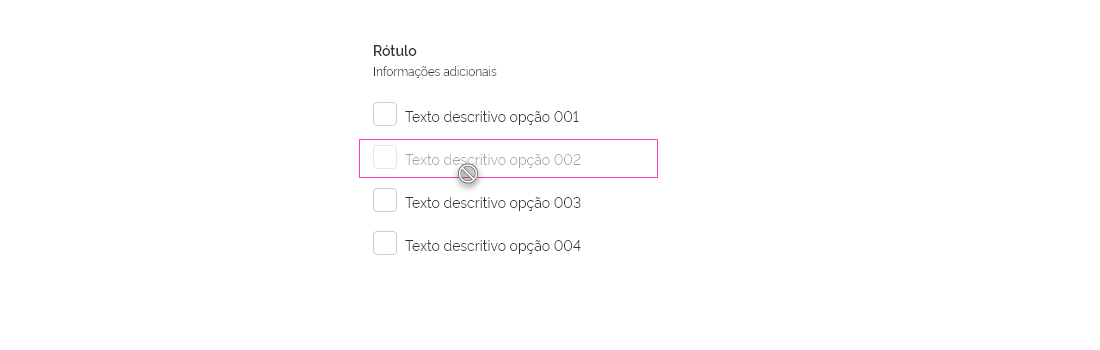 Rótulo
Informações adicionais
Texto descritivo opção 001
Texto descritivo opção 002
Texto descritivo opção 003
Texto descritivo opção 004